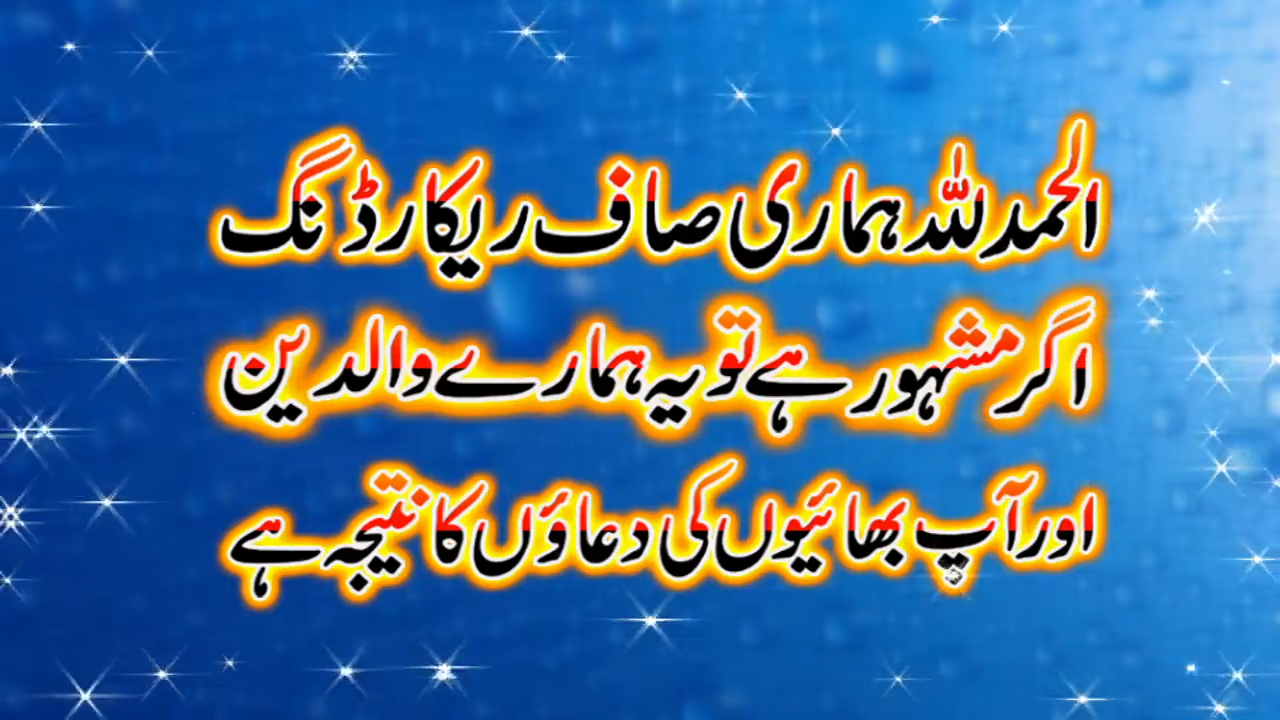 الحمدللہ ہماری صاف ریکارڈنگ
اگر مشہور ہے تو یہ ہمارے والدین
اور آپ بھائیوں کی دعاؤں کا نتیجہ ہے